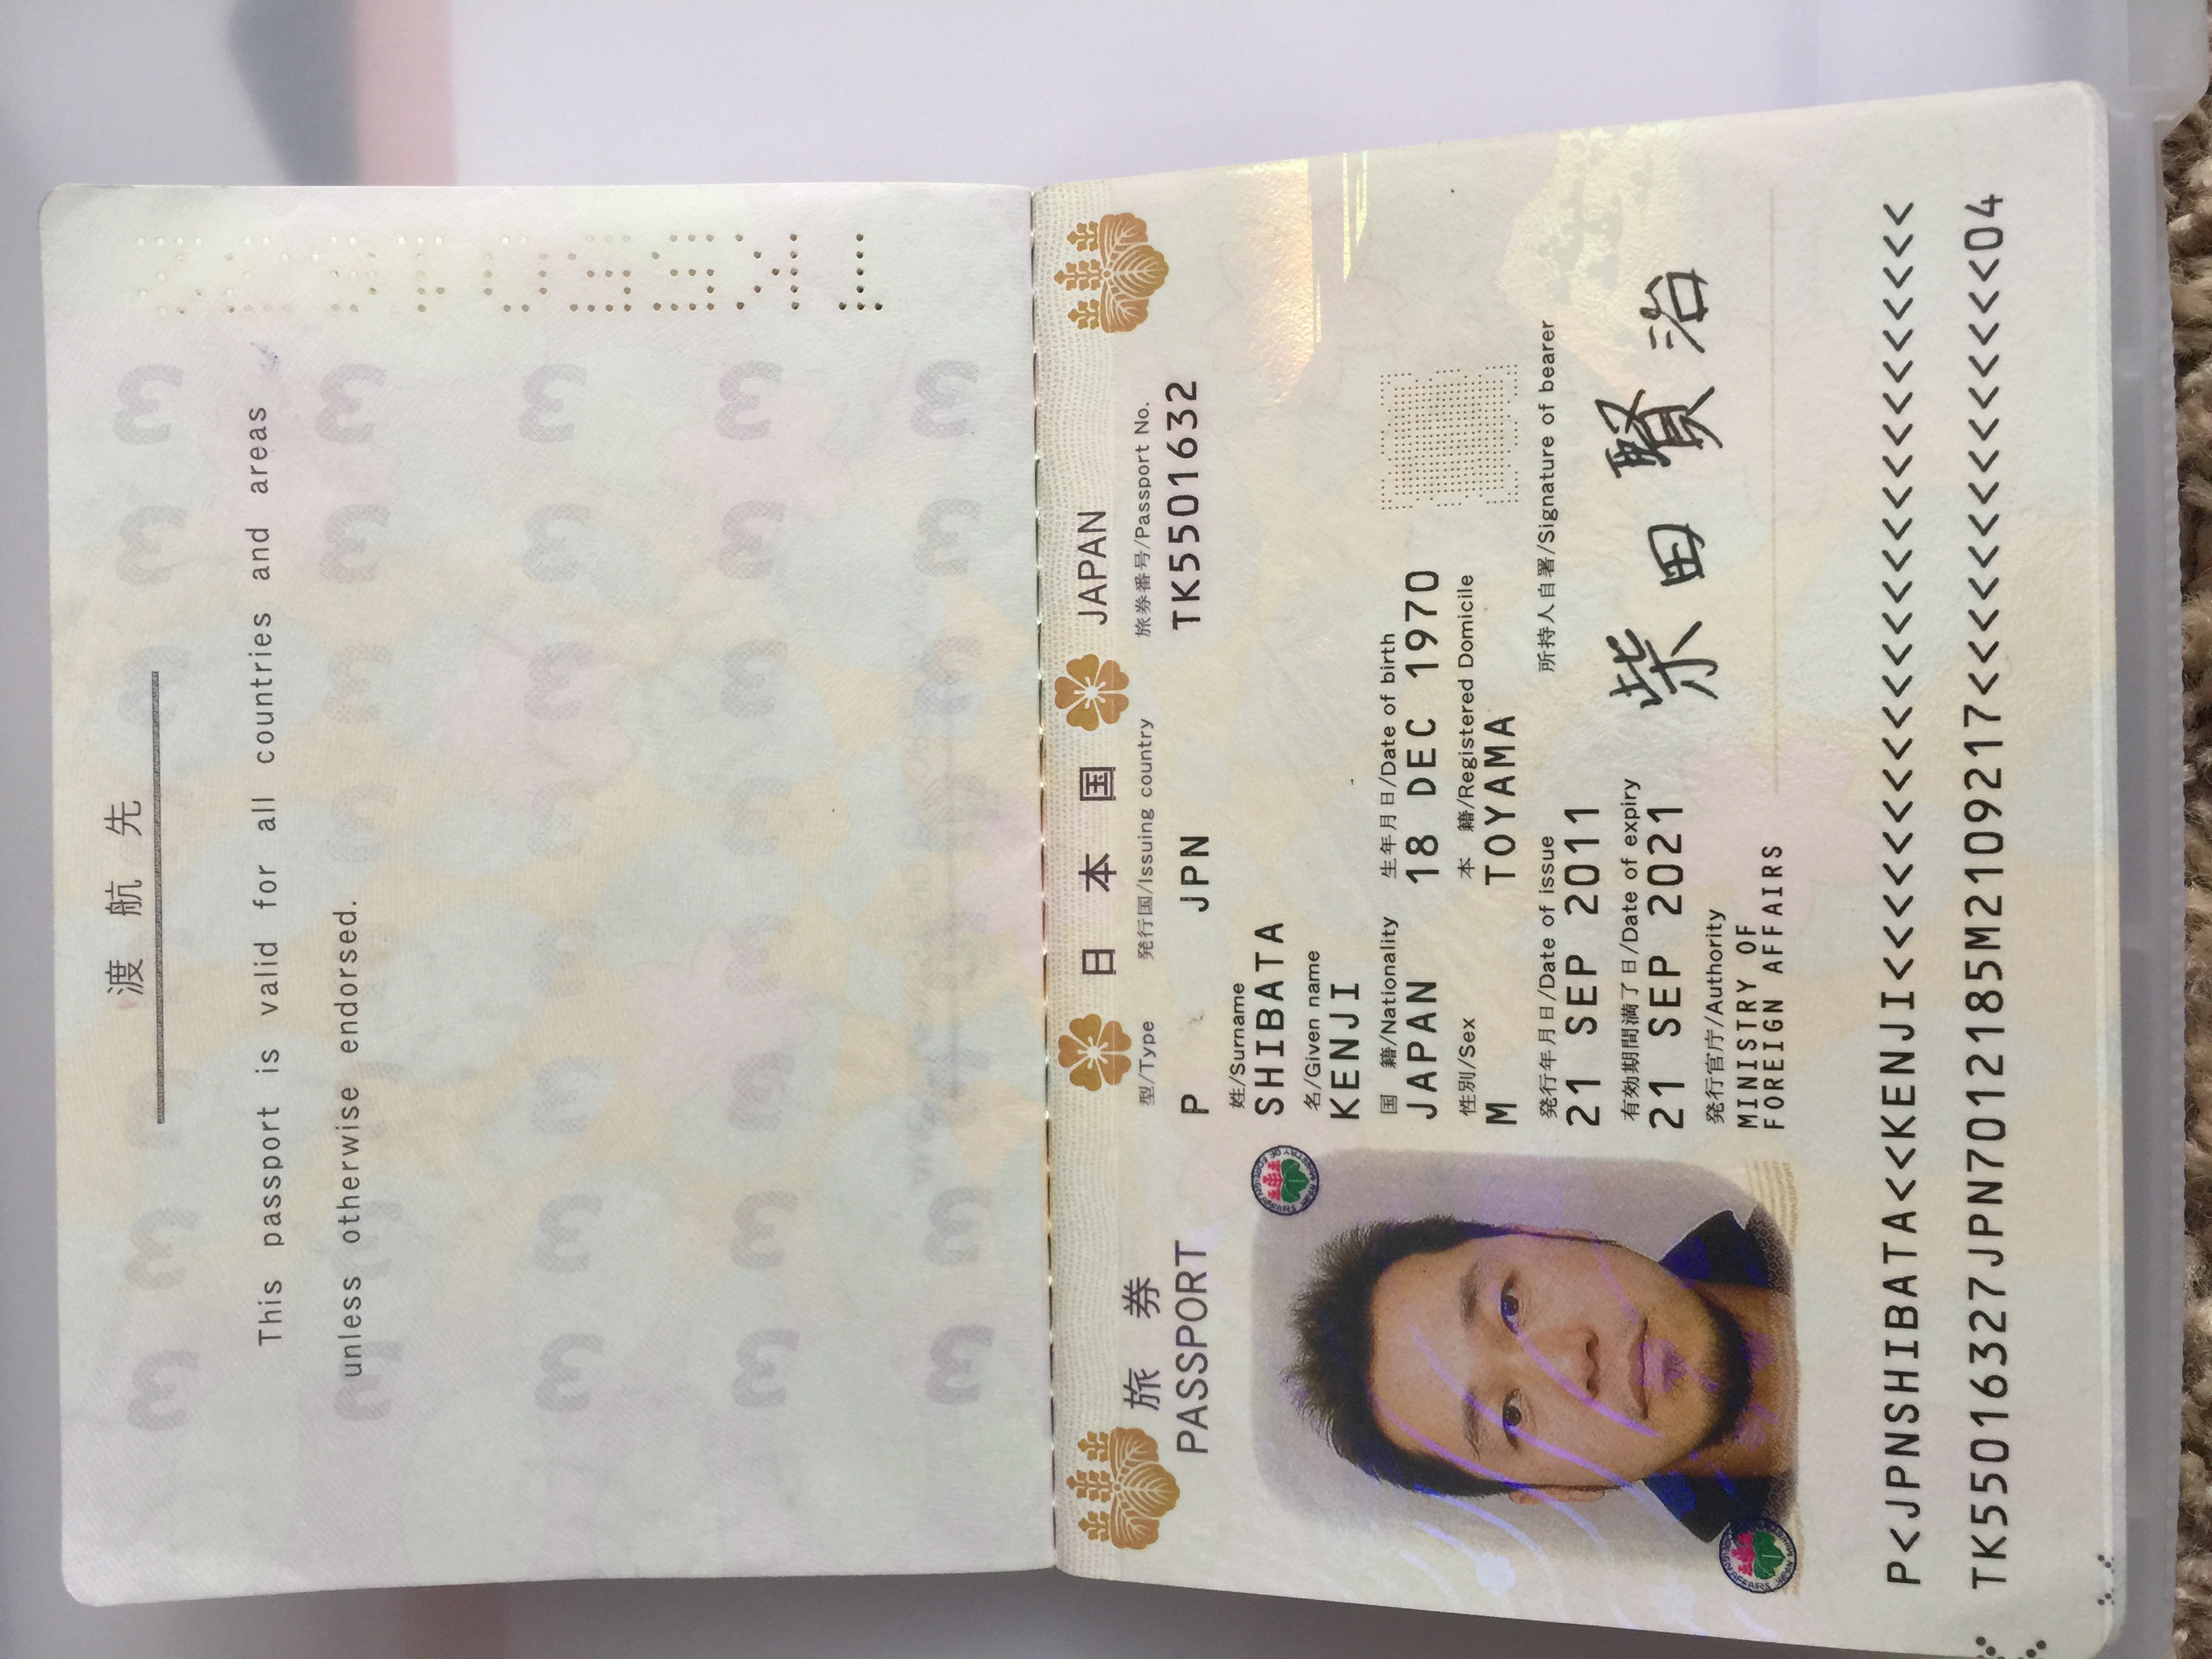 渡航先
This passport is valid for all countries and areas
unless otherwise endorsed.
旅券
PASSPORT
日本国 JAPAN
型/Type 発行国/Issuing country 旅券番号/Passport No.
P JPN TK5501632
姓/Surname
SHIBATA
名/Given name
KENJI
国 籍/Nationality 生年月日/Date of birth
JAPAN 18 DEC 1970
性別/Sex 本 籍/Registered Domicile
M TOYAMA
発行年月日/Date of issue 所持人自署/Signature of bearer
21 SEP 2011
有効期間満了日/Date of expiry
21 SEP 2021
柴田賢治
発行官庁/Authority
MINISTRY OF
FOREIGN AFFAIRS
P<JPNSHIBATA<<KENJI<<<<<<<<<<<<<<<<<<<<<<<<<
TK55016327JPN7012185M2109217<<<<<<<<<<<<<<04